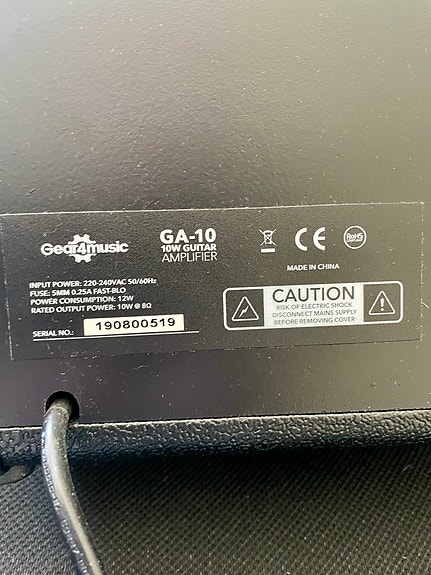 Gear4music
GA-10
10W GUITAR
AMPLIFIER
CE
RoHS
MADE IN CHINA
INPUT POWER: 220-240VAC 50/60Hz
FUSE: 5MM 0.25A FAST-BLO
POWER CONSUMPTION: 12W
RATED OUTPUT POWER: 10W @ 8Ω
SERIAL NO.: 190800519
CAUTION
RISK OF ELECTRIC SHOCK
DISCONNECT MAINS SUPPLY
BEFORE REMOVING COVER